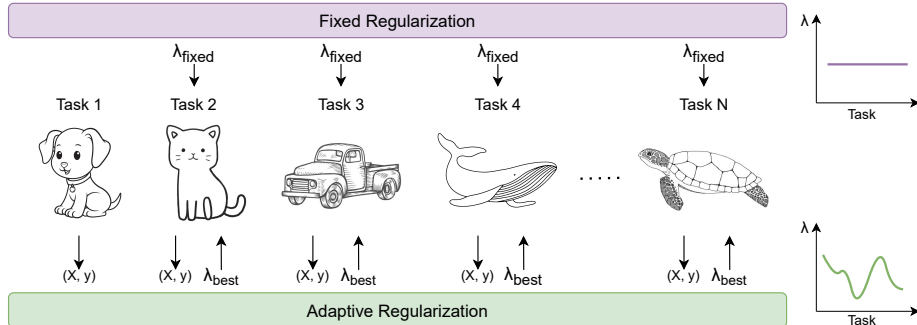 Fixed Regularization
λfixed λfixed λfixed λfixed
Task 1 Task 2 Task 3 Task 4 Task N
.....
(X, y) (X, y) λbest (X, y) λbest (X, y) λbest (X, y) λbest
Adaptive Regularization
λ
Task
λ
Task